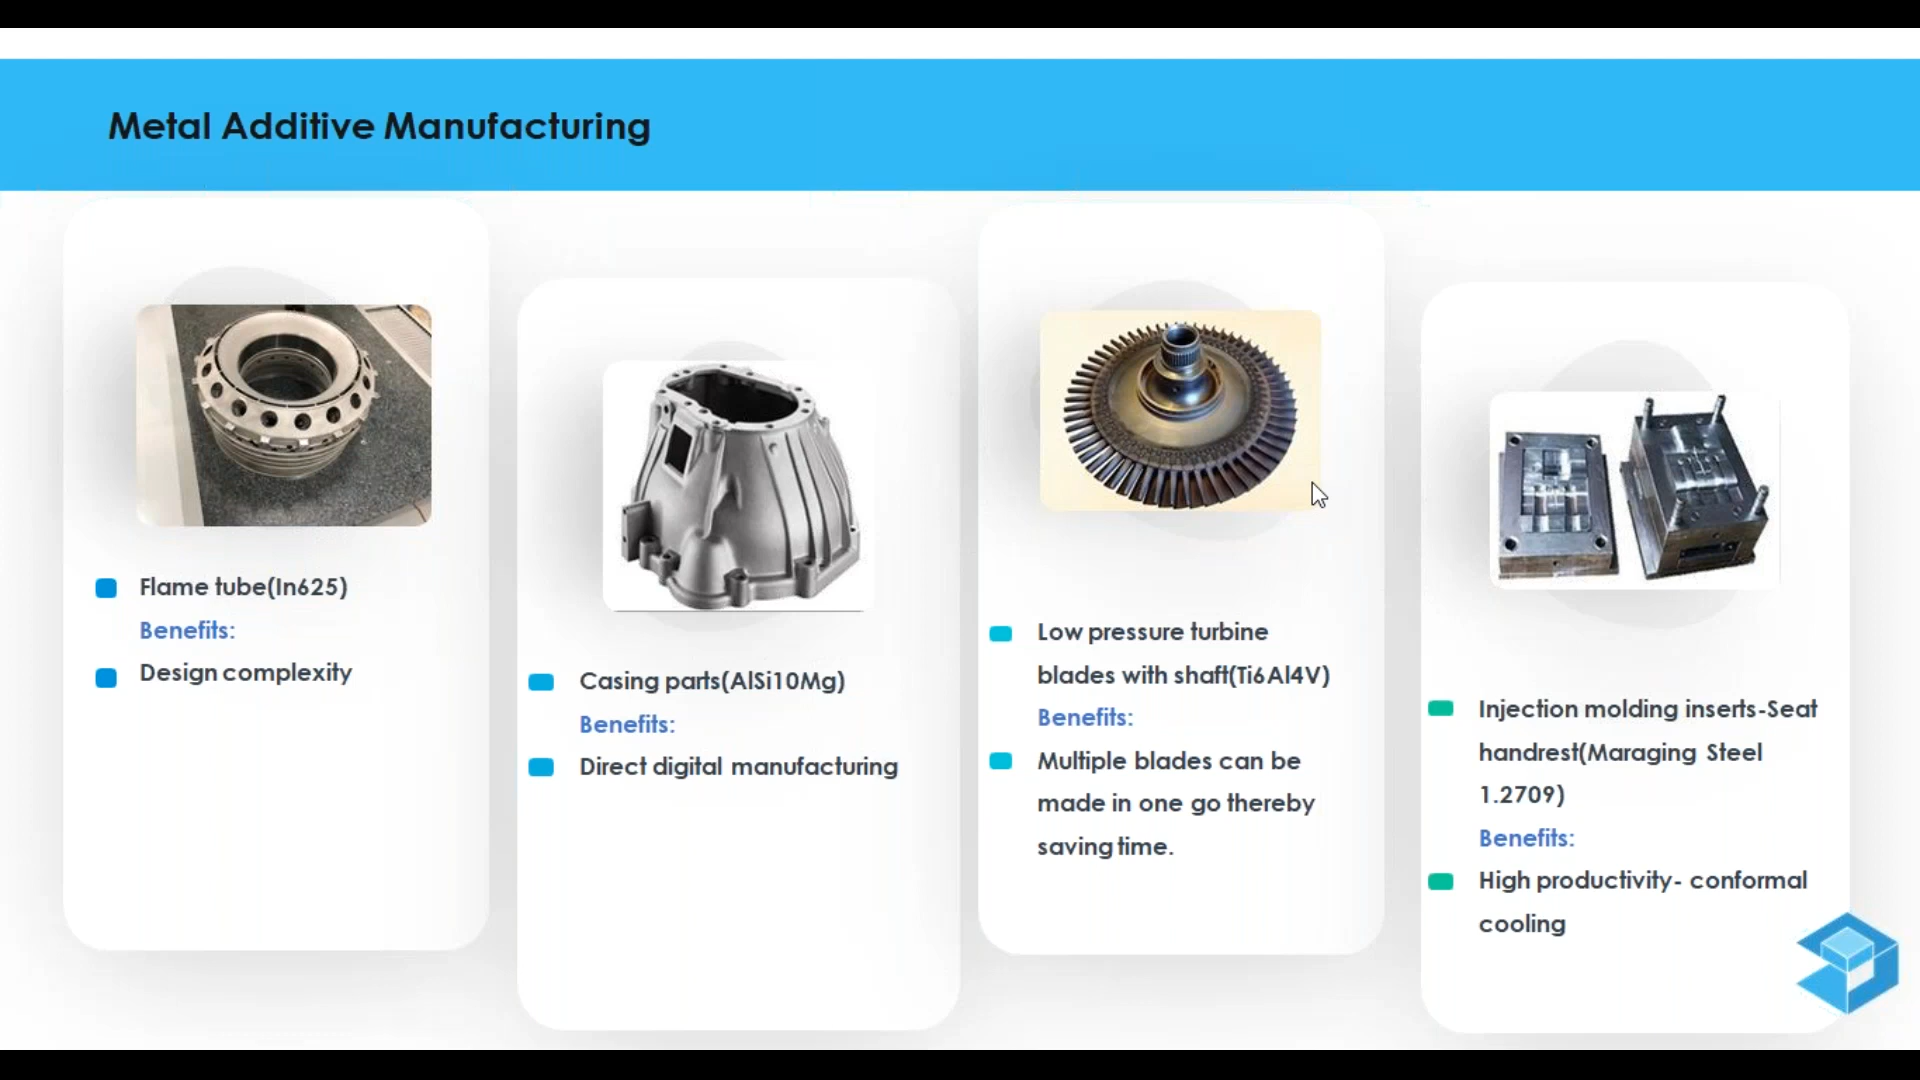 Metal Additive Manufacturing
Flame tube(In625)
Benefits:
Design complexity
Casing parts(AlSi10Mg)
Benefits:
Direct digital manufacturing
Low pressure turbine
blades with shaft(Ti6Al4V)
Benefits:
Multiple blades can be
made in one go thereby
saving time.
Injection molding inserts-Seat
handrest(Maraging Steel
1.2709)
Benefits:
High productivity- conformal
cooling